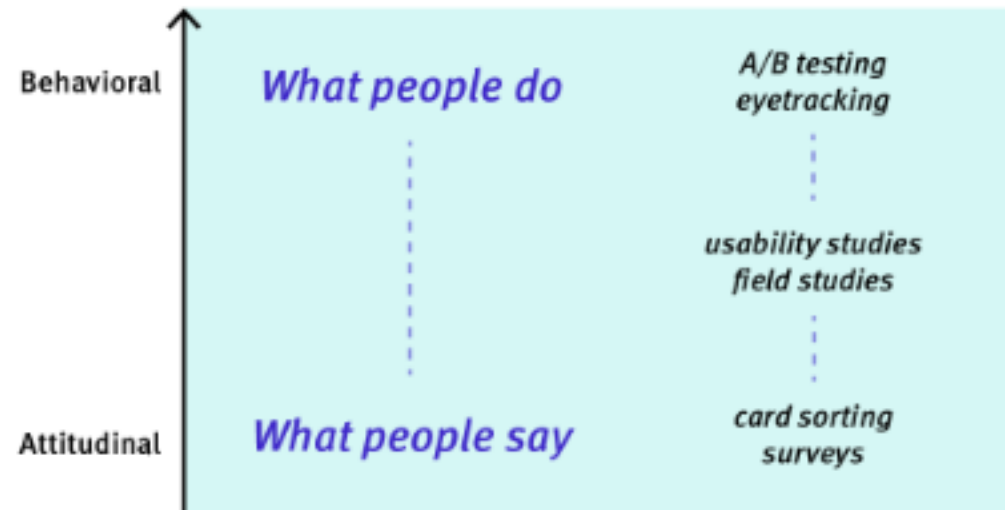 Behavioral
What people do
A/B testing
eyetracking
usability studies
field studies
Attitudinal
What people say
card sorting
surveys